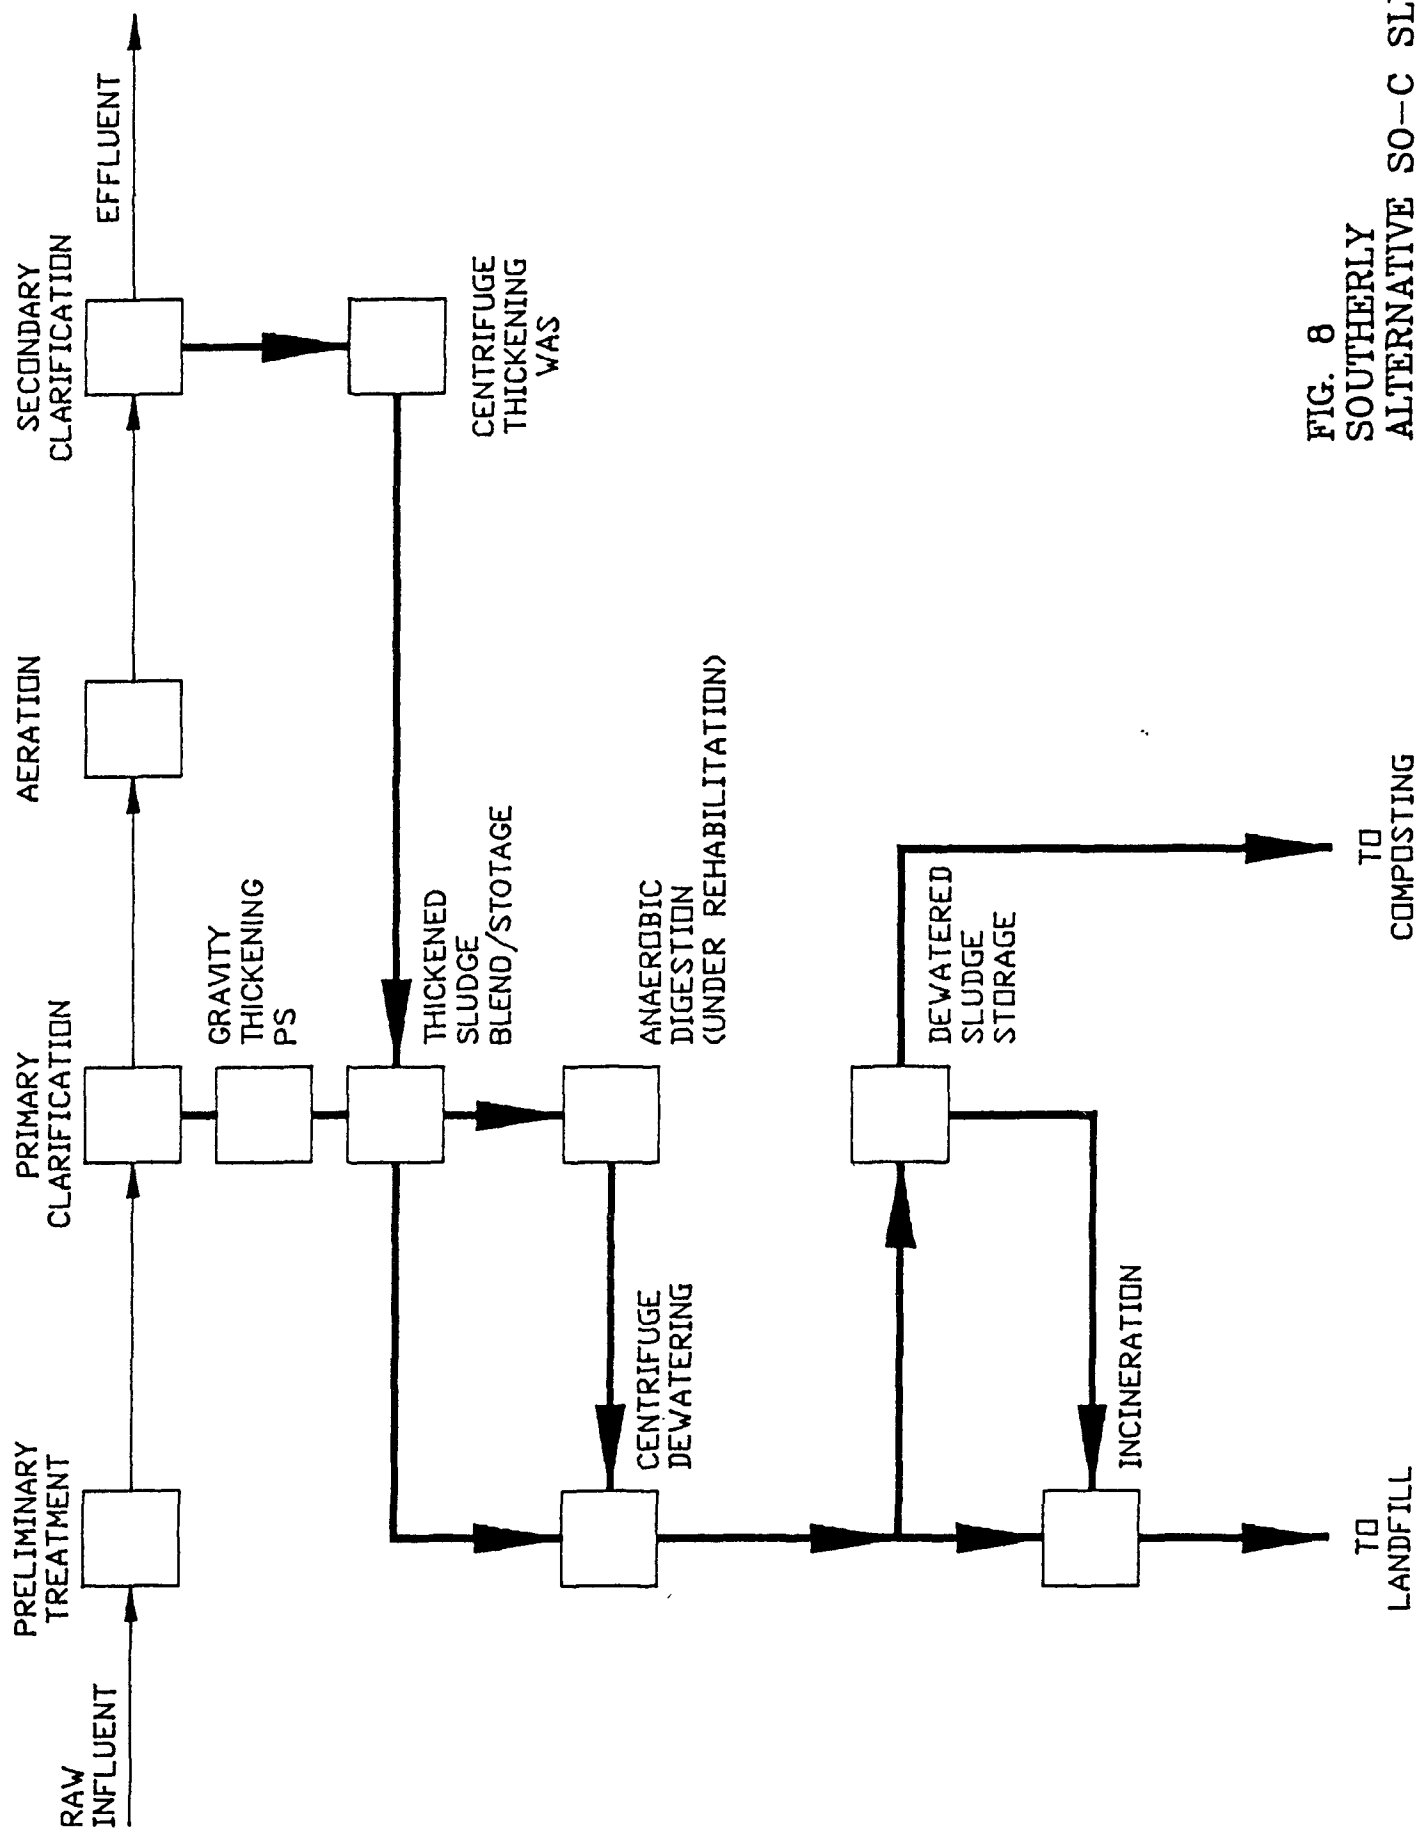 RAW
INFLUENT
PRELIMINARY
TREATMENT
PRIMARY
CLARIFICATION
AERATION
SECONDARY
CLARIFICATION
EFFLUENT
GRAVITY
THICKENING
PS
THICKENED
SLUDGE
BLEND/STOTAGE
CENTRIFUGE
THICKENING
WAS
CENTRIFUGE
DEWATERING
ANAEROBIC
DIGESTION
(UNDER REHABILITATION)
DEWATERED
SLUDGE
STORAGE
INCINERATION
TO
LANDFILL
TO
COMPOSTING
FIG. 8
SOUTHERLY
ALTERNATIVE SO-C